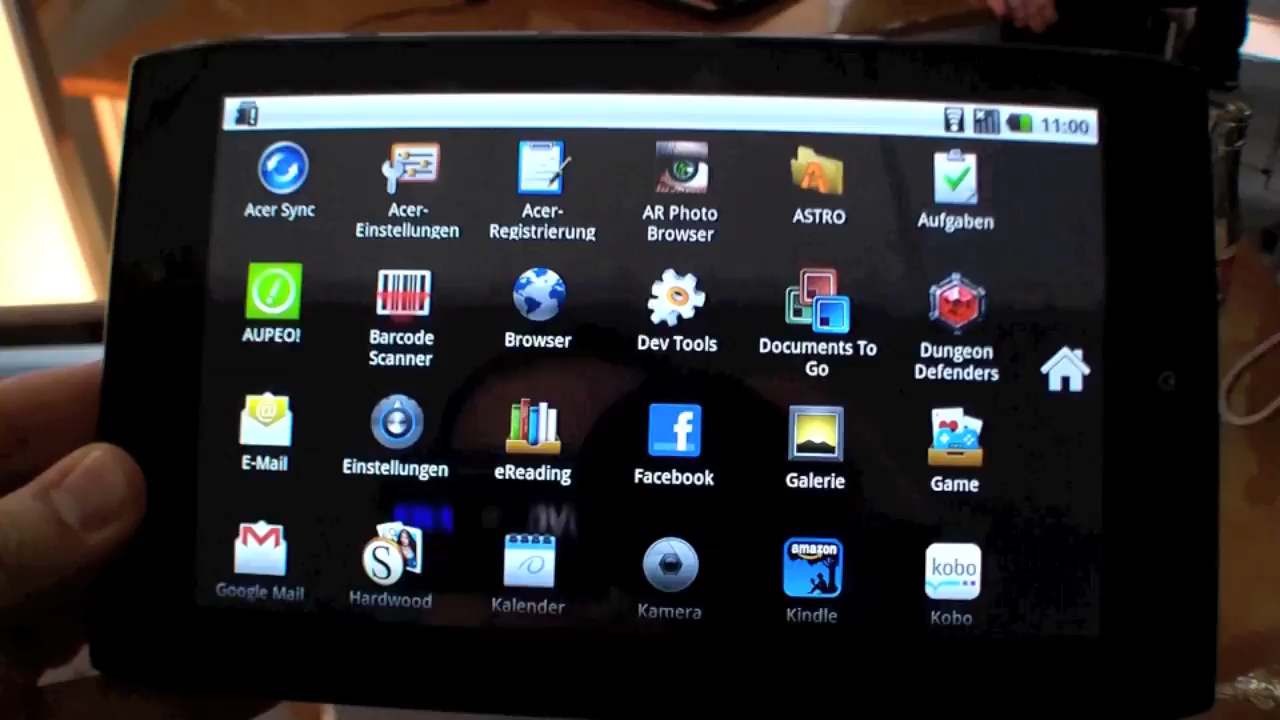 11:00
Acer Sync
Acer-
Einstellungen
Acer-
Registrierung
AR Photo
Browser
ASTRO
Aufgaben
AUPEO!
Barcode
Scanner
Browser
Dev Tools
Documents To
Go
Dungeon
Defenders
E-Mail
Einstellungen
eReading
Facebook
Galerie
Game
amazon
kobo
Google Mail
Hardwood
Kalender
Kamera
Kindle
Kobo